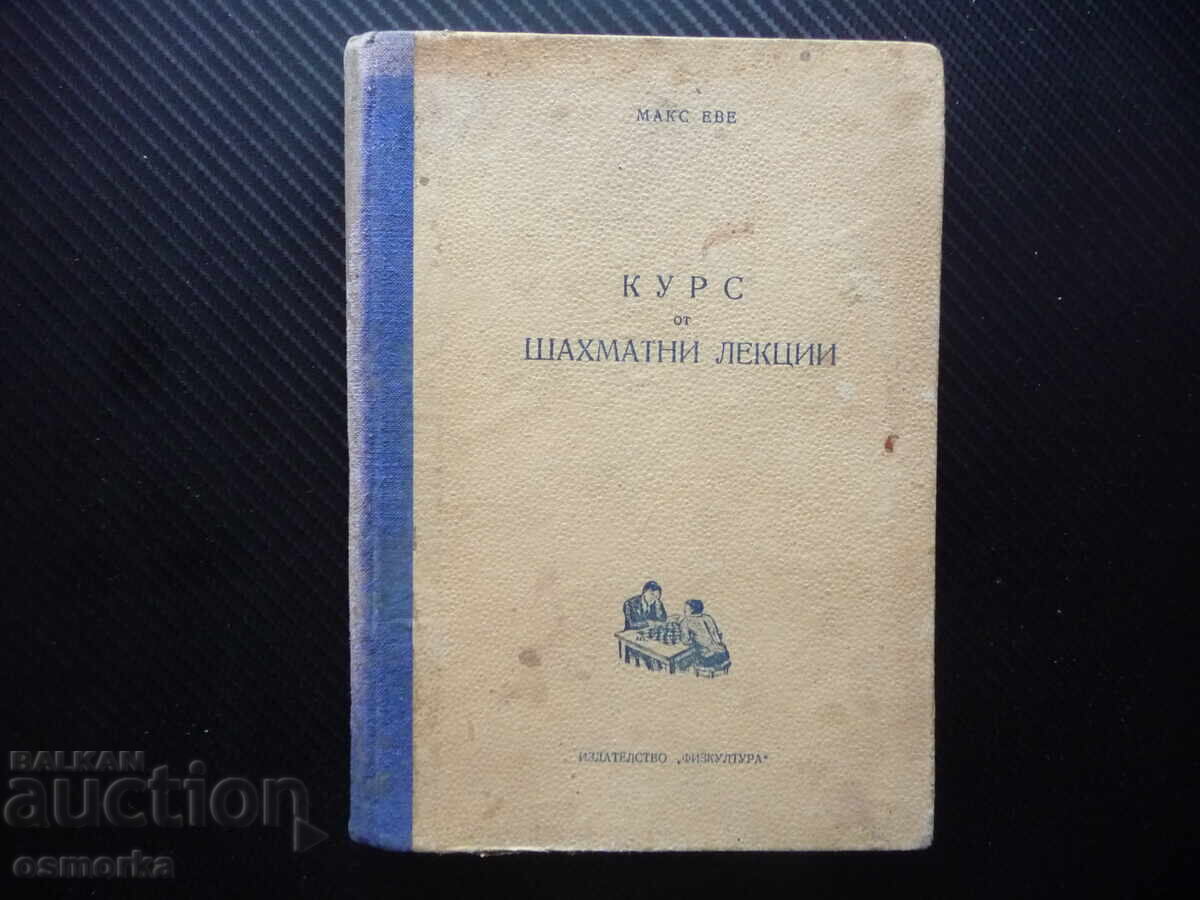 МАКС ЕВЕ
КУРС
от
ШАХМАТНИ ЛЕКЦИИ
ИЗДАТЕЛСТВО „ФИЗКУЛТУРА“
BALKAN
auction
osmorka